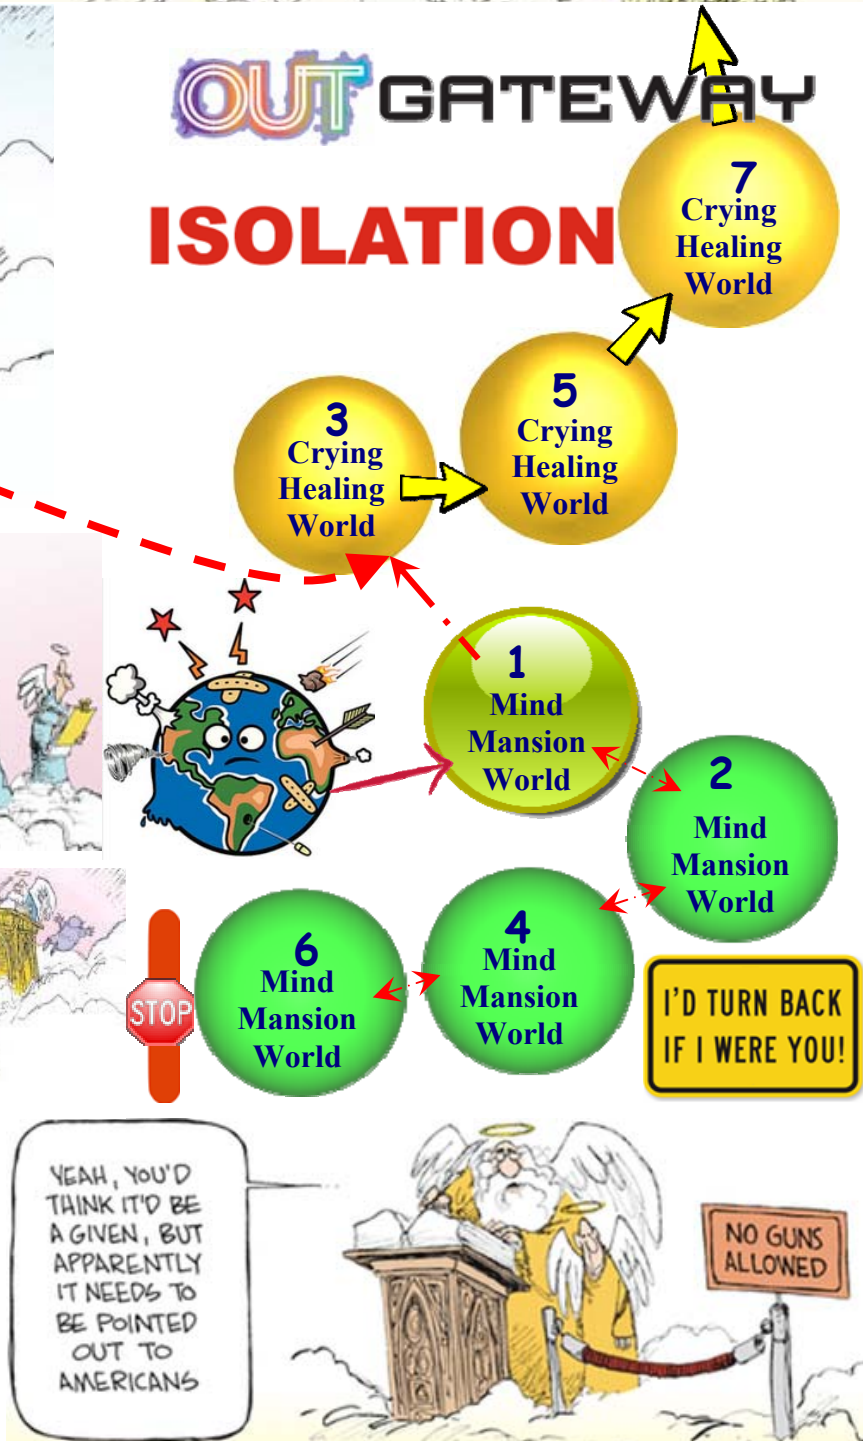 OUT GATEWAY
ISOLATION
7
Crying
Healing
World
5
Crying
Healing
World
3
Crying
Healing
World
1
Mind
Mansion
World
2
Mind
Mansion
World
4
Mind
Mansion
World
6
Mind
Mansion
World
STOP
I'D TURN BACK
IF I WERE YOU!
YEAH, YOU'D
THINK IT'D BE
A GIVEN, BUT
APPARENTLY
IT NEEDS TO
BE POINTED
OUT TO
AMERICANS
NO GUNS
ALLOWED